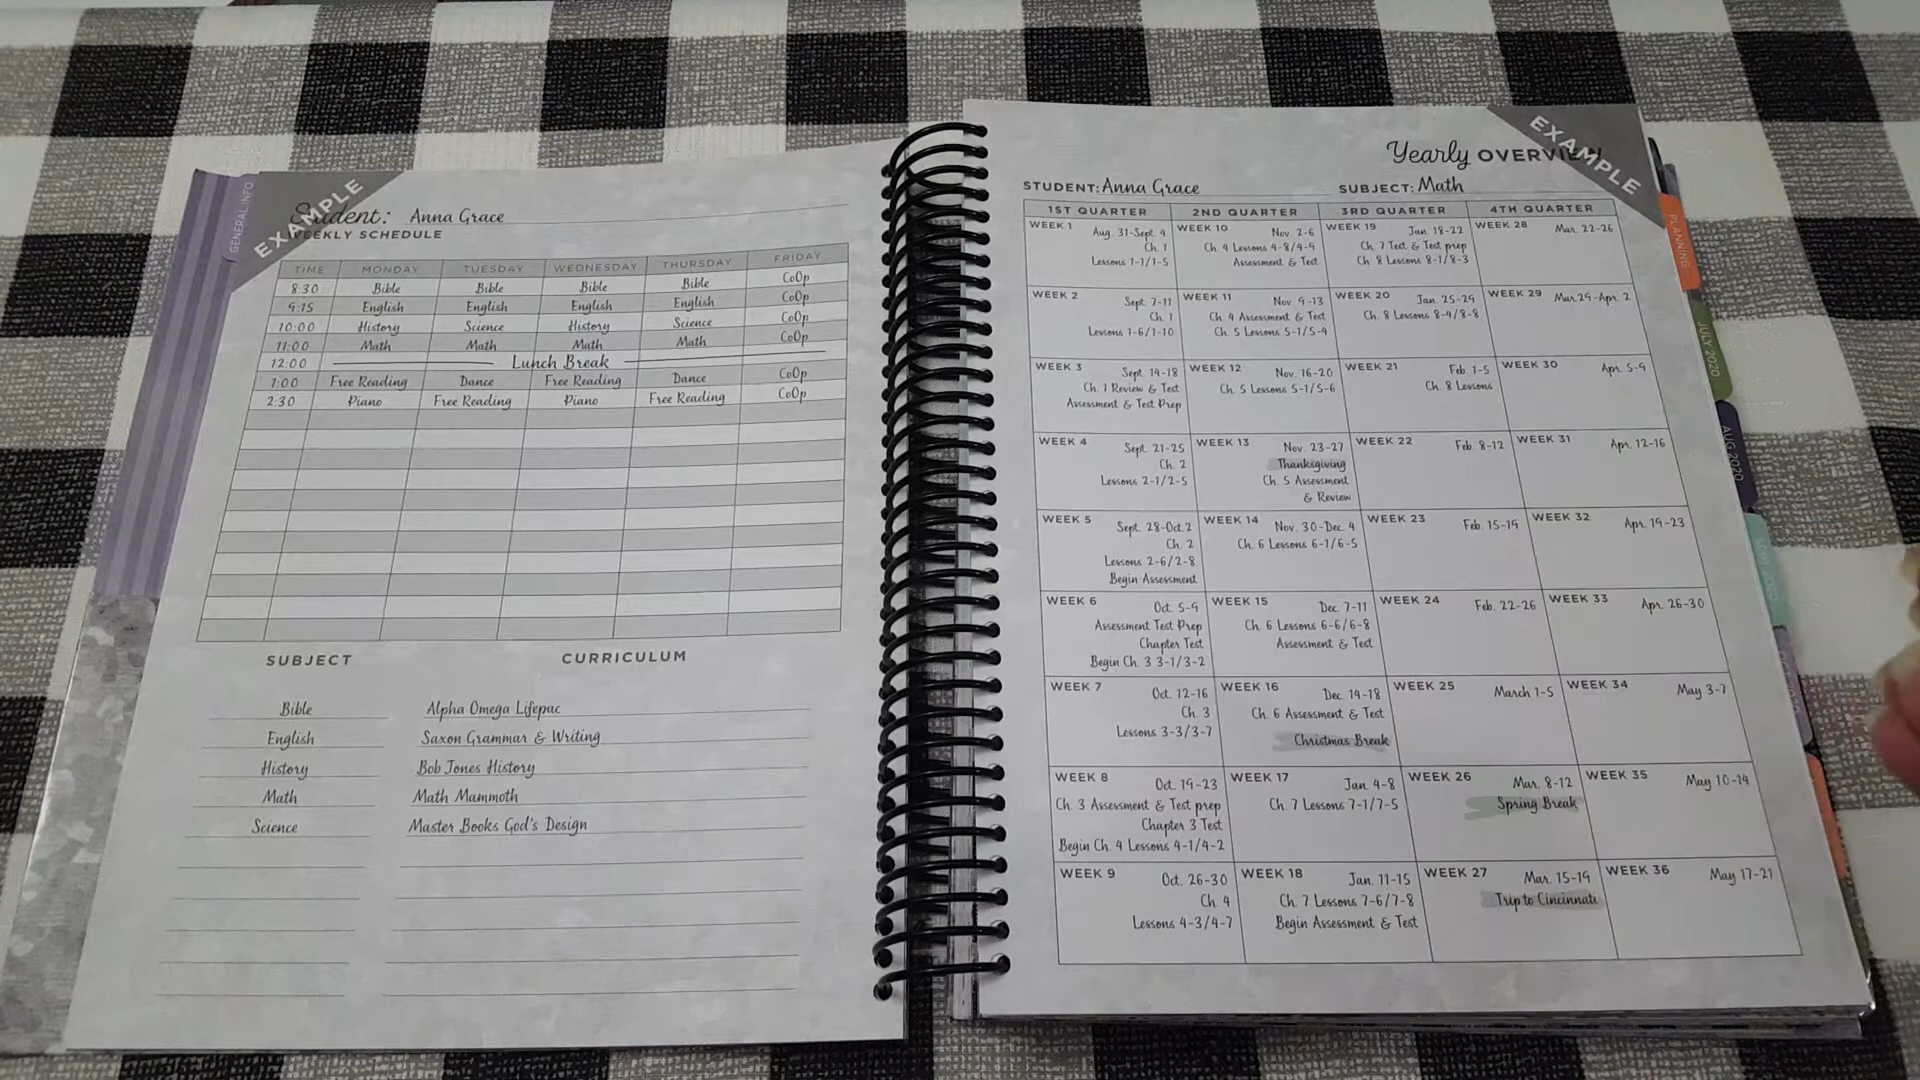 EXAMPLE
GENERAL INFO
Student: Anna Grace
WEEKLY SCHEDULE
TIME MONDAY TUESDAY WEDNESDAY THURSDAY FRIDAY
8:30 Bible Bible Bible Bible CoOp
9:15 English English English English CoOp
10:00 History Science History Science CoOp
11:00 Math Math Math Math CoOp
12:00 Lunch Break
1:00 Free Reading Dance Free Reading Dance CoOp
2:30 Piano Free Reading Piano Free Reading CoOp
SUBJECT CURRICULUM
Bible Alpha Omega Lifepac
English Saxon Grammar & Writing
History Bob Jones History
Math Math Mammoth
Science Master Books God's Design
EXAMPLE
Yearly OVERVIEW
STUDENT: Anna Grace SUBJECT: Math
1ST QUARTER 2ND QUARTER 3RD QUARTER 4TH QUARTER
WEEK 1 Aug. 31-Sept. 4
Ch. 1
Lessons 1-1/1-5
WEEK 10 Nov. 2-6
Ch. 4 Lessons 4-8/4-9
Assessment & Test
WEEK 19 Jan. 18-22
Ch. 7 Test & Test prep
Ch. 8 Lessons 8-1/8-3
WEEK 28 Mar. 22-26
WEEK 2 Sept. 7-11
Ch. 1
Lessons 1-6/1-10
WEEK 11 Nov. 9-13
Ch. 4 Assessment & Test
Ch. 5 Lessons 5-1/5-4
WEEK 20 Jan. 25-29
Ch. 8 Lessons 8-4/8-8
WEEK 29 Mar. 29-Apr. 2
WEEK 3 Sept. 14-18
Ch. 1 Review & Test
Assessment & Test Prep
WEEK 12 Nov. 16-20
Ch. 5 Lessons 5-1/5-6
WEEK 21 Feb. 1-5
Ch. 8 Lessons
WEEK 30 Apr. 5-9
WEEK 4 Sept. 21-25
Ch. 2
Lessons 2-1/2-5
WEEK 13 Nov. 23-27
Thanksgiving
Ch. 5 Assessment
& Review
WEEK 22 Feb. 8-12
WEEK 31 Apr. 12-16
WEEK 5 Sept. 28-Oct. 2
Ch. 2
Lessons 2-6/2-8
Begin Assessment
WEEK 14 Nov. 30-Dec. 4
Ch. 6 Lessons 6-1/6-5
WEEK 23 Feb. 15-19
WEEK 32 Apr. 19-23
WEEK 6 Oct. 5-9
Assessment Test Prep
Chapter Test
Begin Ch. 3 3-1/3-2
WEEK 15 Dec. 7-11
Ch. 6 Lessons 6-6/6-8
Assessment & Test
WEEK 24 Feb. 22-26
WEEK 33 Apr. 26-30
WEEK 7 Oct. 12-16
Ch. 3
Lessons 3-3/3-7
WEEK 16 Dec. 14-18
Ch. 6 Assessment & Test
Christmas Break
WEEK 25 March 1-5
WEEK 34 May 3-7
WEEK 8 Oct. 19-23
Ch. 3 Assessment & Test prep
Chapter 3 Test
Begin Ch. 4 Lessons 4-1/4-2
WEEK 17 Jan. 4-8
Ch. 7 Lessons 7-1/7-5
WEEK 26 Mar. 8-12
Spring Break
WEEK 35 May 10-14
WEEK 9 Oct. 26-30
Ch. 4
Lessons 4-3/4-7
WEEK 18 Jan. 11-15
Ch. 7 Lessons 7-6/7-8
Begin Assessment & Test
WEEK 27 Mar. 15-19
Trip to Cincinnati
WEEK 36 May 17-21
PLANNING
JULY 2020
AUG 2020